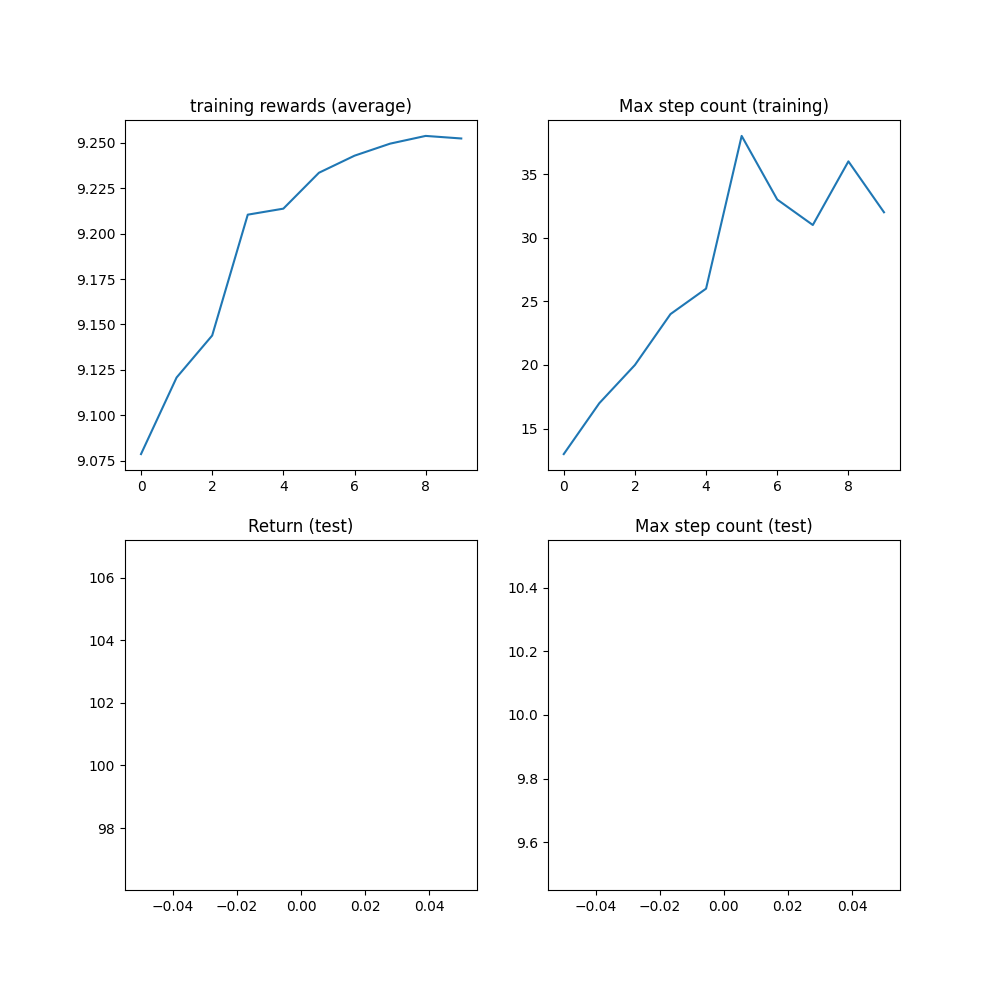 training rewards (average)
9.250
9.225
9.200
9.175
9.150
9.125
9.100
9.075
0 2 4 6 8
Max step count (training)
35
30
25
20
15
0 2 4 6 8
Return (test)
106
104
102
100
98
−0.04 −0.02 0.00 0.02 0.04
Max step count (test)
10.4
10.2
10.0
9.8
9.6
−0.04 −0.02 0.00 0.02 0.04